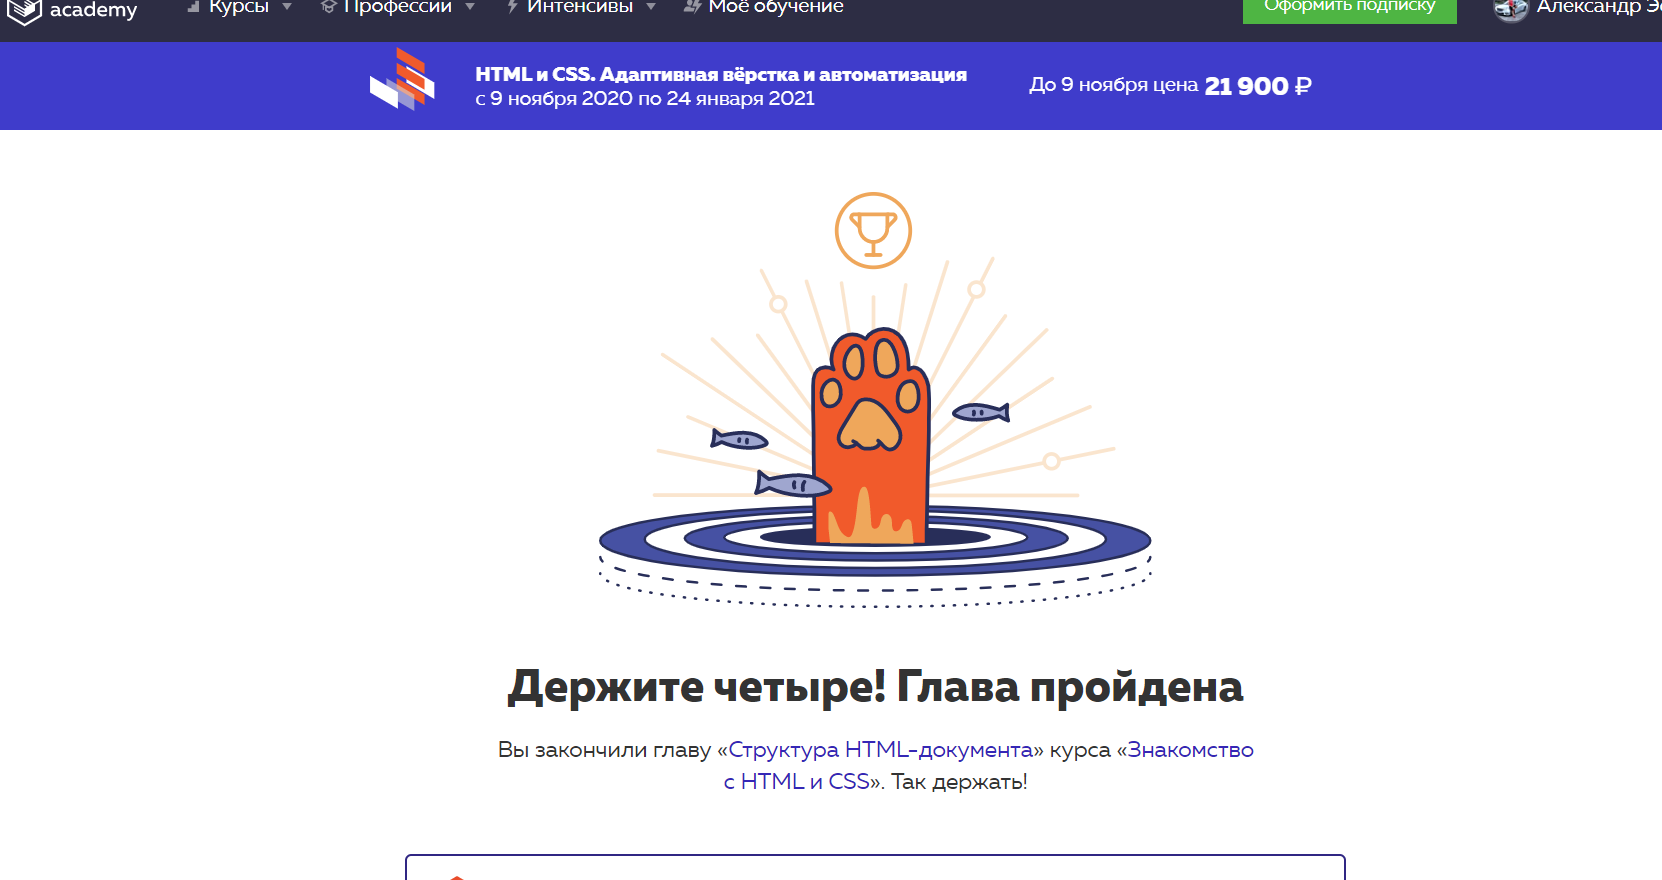 academy
Курсы
Профессии
Интенсивы
Моё обучение
Оформить подписку
Александр
HTML и CSS. Адаптивная вёрстка и автоматизация
с 9 ноября 2020 по 24 января 2021
До 9 ноября цена 21 900 ₽
Держите четыре! Глава пройдена
Вы закончили главу «Структура HTML-документа» курса «Знакомство
с HTML и CSS». Так держать!